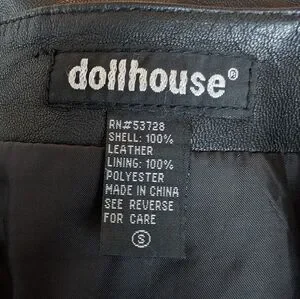 dollhouse®
RN#53728
SHELL: 100%
LEATHER
LINING: 100%
POLYESTER
MADE IN CHINA
SEE REVERSE
FOR CARE
S